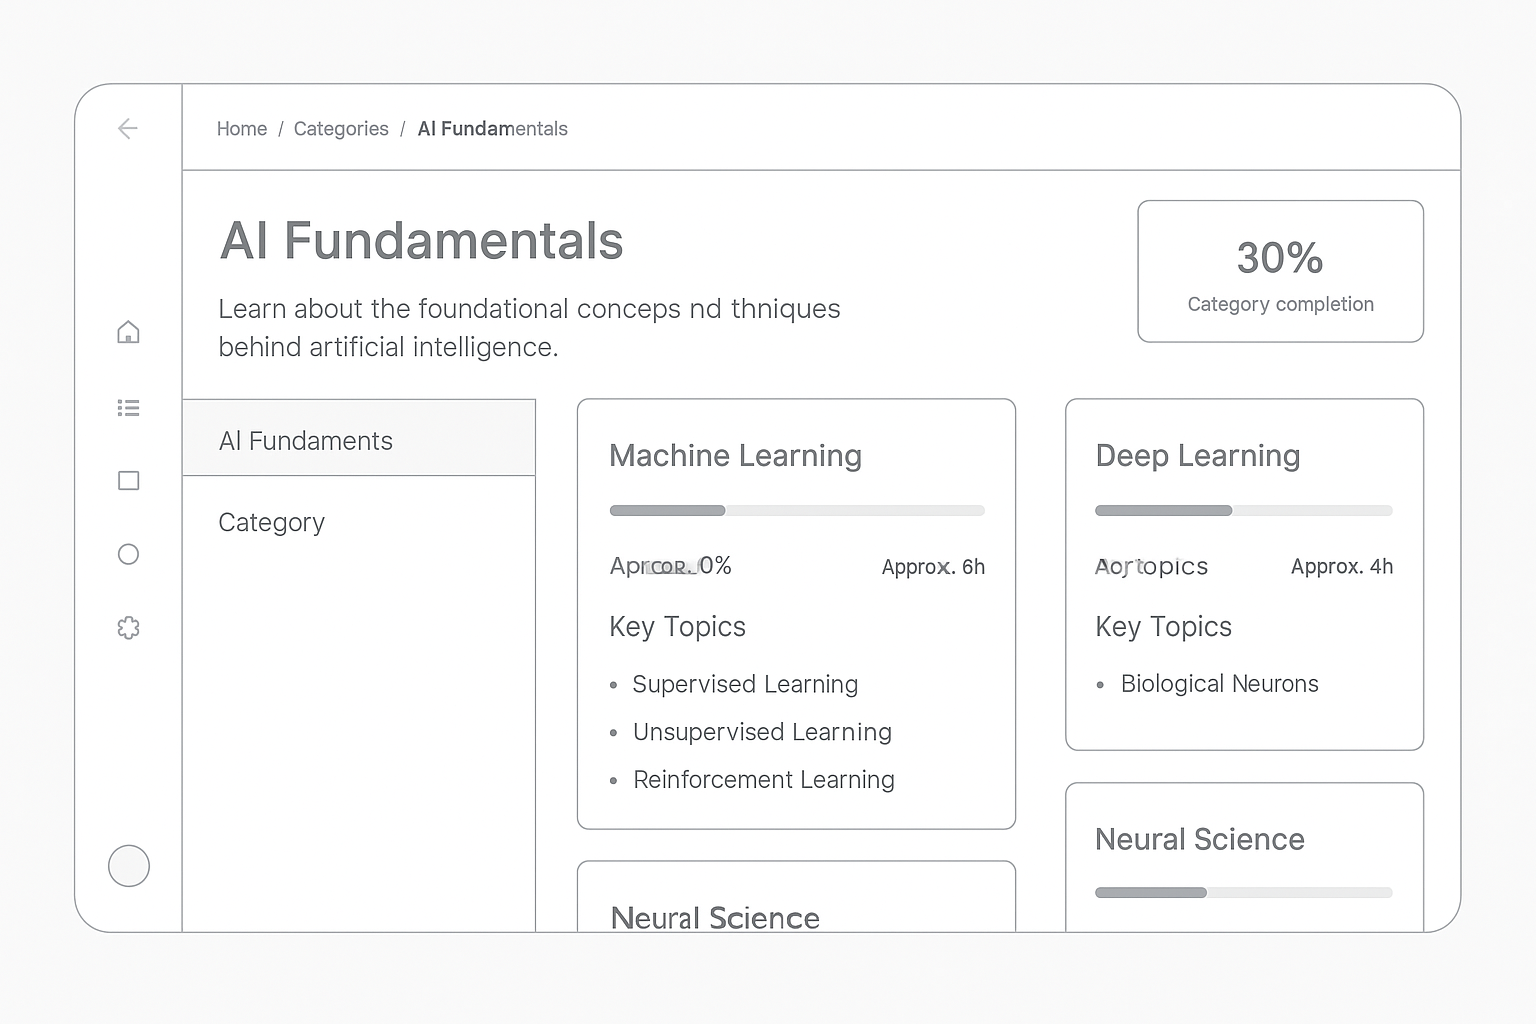 Home / Categories / AI Fundamentals
AI Fundamentals
Learn about the foundational conceps nd thniques
behind artificial intelligence.
30%
Category completion
AI Fundaments
Category
Machine Learning
0% Approx. 6h
Key Topics
• Supervised Learning
• Unsupervised Learning
• Reinforcement Learning
Neural Science
Deep Learning
topics Approx. 4h
Key Topics
• Biological Neurons
Neural Science